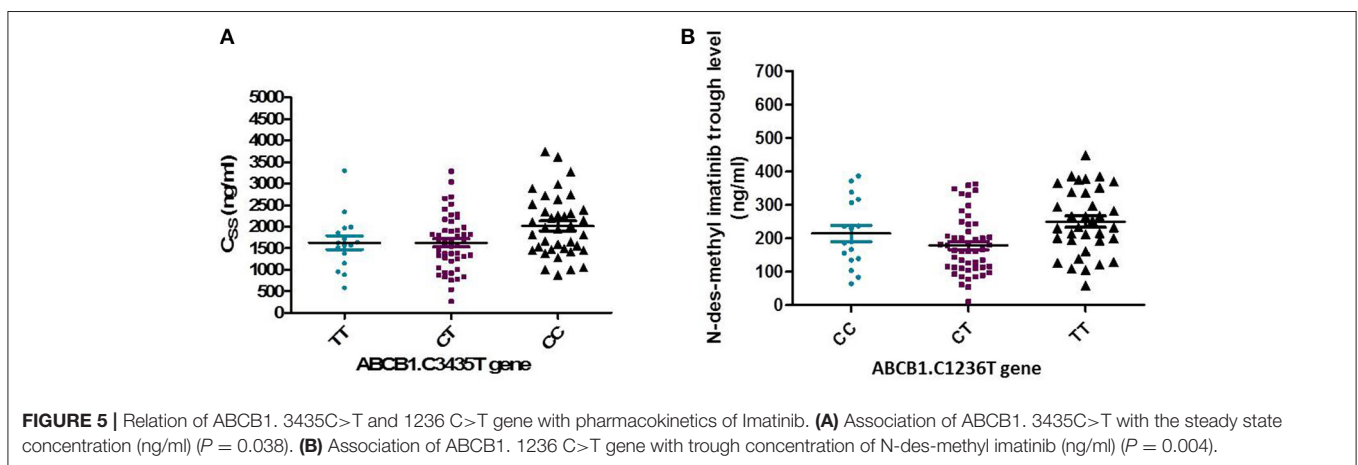 A
C_SS (ng/ml)
5000
4500
4000
3500
3000
2500
2000
1500
1000
500
0
TT
CT
CC
ABCB1.C3435T gene
B
N-des-methyl imatinib trough level
(ng/ml)
700
600
500
400
300
200
100
0
CC
CT
TT
ABCB1.C1236T gene
FIGURE 5 | Relation of ABCB1. 3435C>T and 1236 C>T gene with pharmacokinetics of Imatinib. (A) Association of ABCB1. 3435C>T with the steady state
concentration (ng/ml) (P = 0.038). (B) Association of ABCB1. 1236 C>T gene with trough concentration of N-des-methyl imatinib (ng/ml) (P = 0.004).